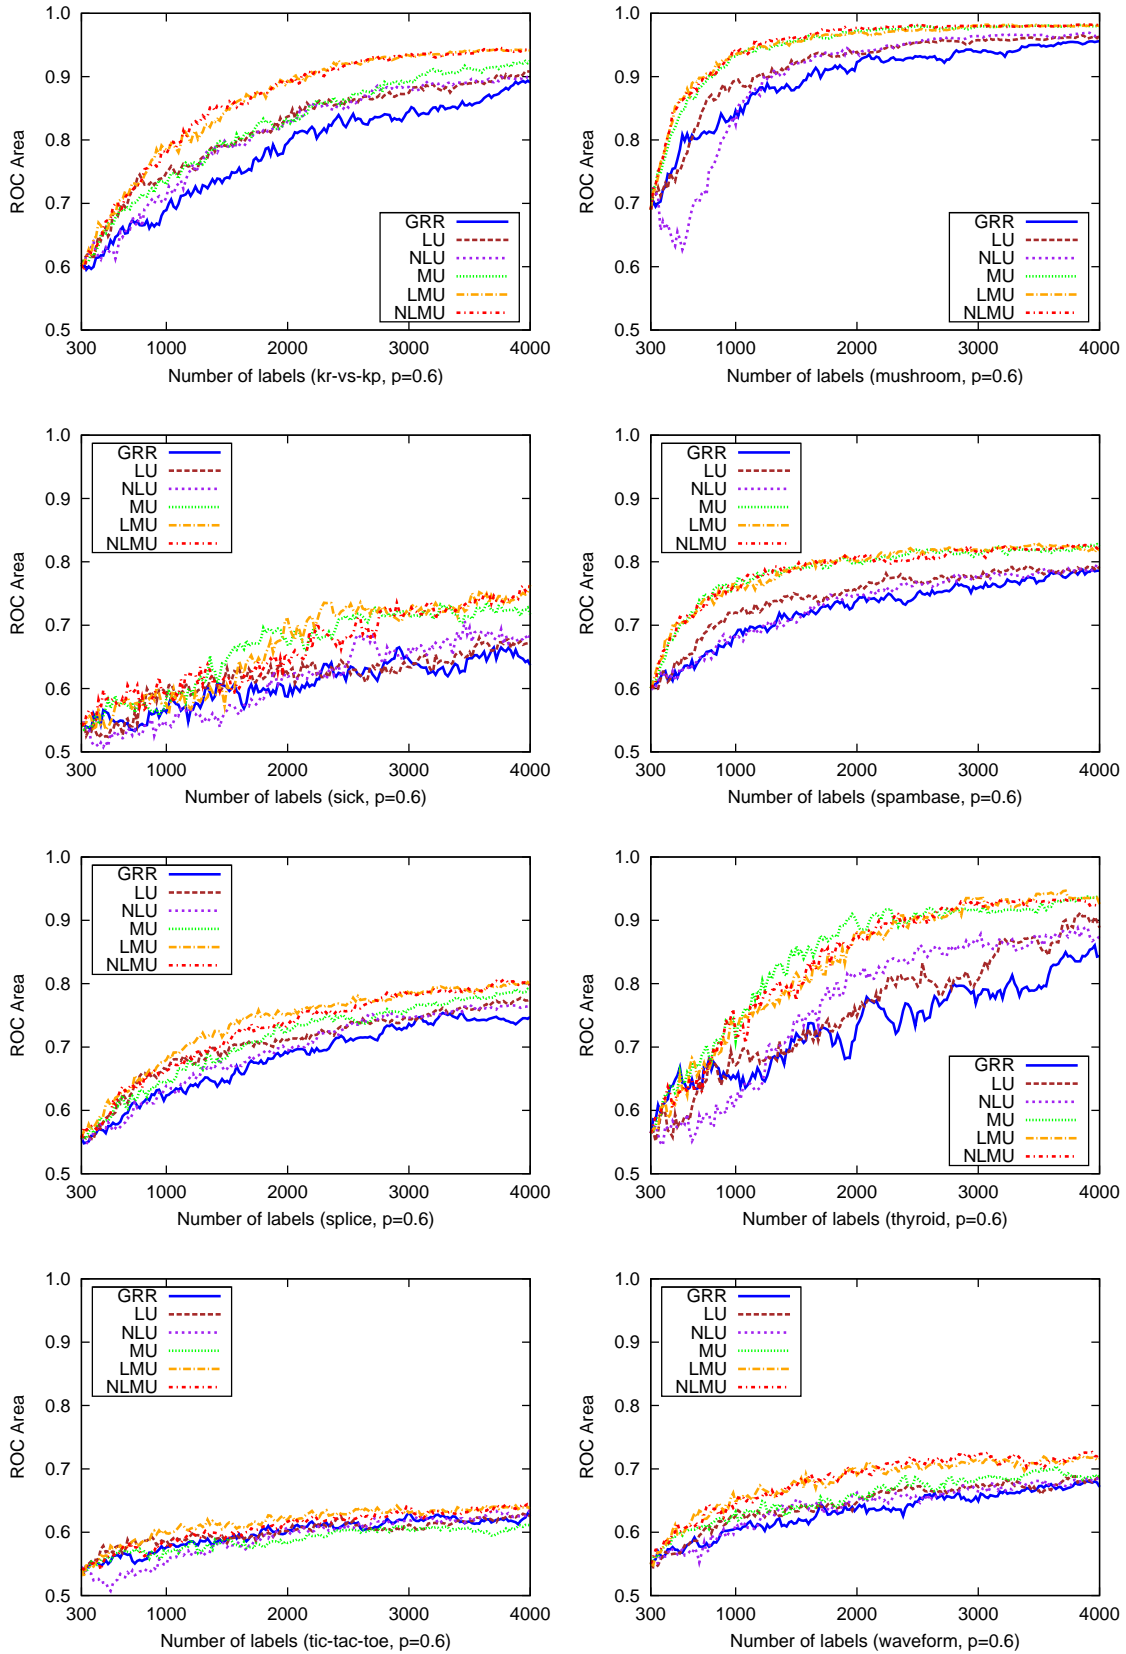 1.0
0.9
0.8
0.7
0.6
0.5
ROC Area
GRR
LU
NLU
MU
LMU
NLMU
300 1000 2000 3000 4000
Number of labels (kr-vs-kp, p=0.6)
1.0
0.9
0.8
0.7
0.6
0.5
ROC Area
GRR
LU
NLU
MU
LMU
NLMU
300 1000 2000 3000 4000
Number of labels (mushroom, p=0.6)
1.0
0.9
0.8
0.7
0.6
0.5
ROC Area
GRR
LU
NLU
MU
LMU
NLMU
300 1000 2000 3000 4000
Number of labels (sick, p=0.6)
1.0
0.9
0.8
0.7
0.6
0.5
ROC Area
GRR
LU
NLU
MU
LMU
NLMU
300 1000 2000 3000 4000
Number of labels (spambase, p=0.6)
1.0
0.9
0.8
0.7
0.6
0.5
ROC Area
GRR
LU
NLU
MU
LMU
NLMU
300 1000 2000 3000 4000
Number of labels (splice, p=0.6)
1.0
0.9
0.8
0.7
0.6
0.5
ROC Area
GRR
LU
NLU
MU
LMU
NLMU
300 1000 2000 3000 4000
Number of labels (thyroid, p=0.6)
1.0
0.9
0.8
0.7
0.6
0.5
ROC Area
GRR
LU
NLU
MU
LMU
NLMU
300 1000 2000 3000 4000
Number of labels (tic-tac-toe, p=0.6)
1.0
0.9
0.8
0.7
0.6
0.5
ROC Area
GRR
LU
NLU
MU
LMU
NLMU
300 1000 2000 3000 4000
Number of labels (waveform, p=0.6)